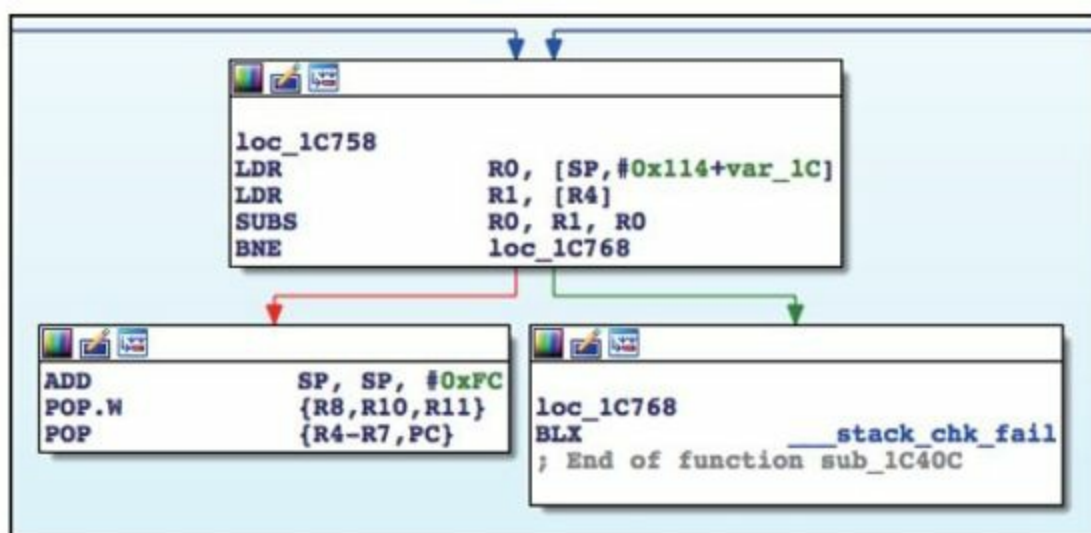 loc_1C758
LDR R0, [SP,#0x114+var_1C]
LDR R1, [R4]
SUBS R0, R1, R0
BNE loc_1C768
ADD SP, SP, #0xFC
POP.W {R8,R10,R11}
POP {R4-R7,PC}
loc_1C768
BLX ___stack_chk_fail
; End of function sub_1C40C